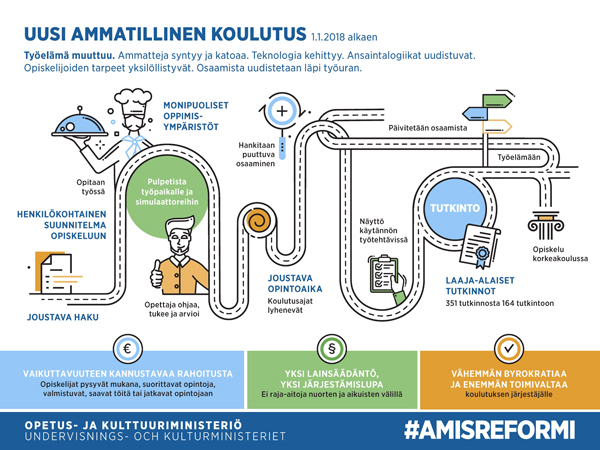 UUSI AMMATILLINEN KOULUTUS 1.1.2018 alkaen
Työelämä muuttuu. Ammatteja syntyy ja katoaa. Teknologia kehittyy. Ansaintalogiikat uudistuvat.
Opiskelijoiden tarpeet yksilöllistyvät. Osaamista uudistetaan läpi työuran.
MONIPUOLISET
OPPIMIS-
YMPÄRISTÖT
Hankitaan
puuttuva
osaaminen
Päivitetään osaamista
Työelämään
Opitaan
työssä
Pulpetista
työpaikalle ja
simulaattoreihin
HENKILÖKOHTAINEN
SUUNNITELMA
OPISKELUUN
TUTKINTO
Näyttö
käytännön
työtehtävissä
Opiskelu
korkeakoulussa
JOUSTAVA HAKU
Opettaja ohjaa,
tukee ja arvioi
JOUSTAVA
OPINTOAIKA
Koulutusajat
lyhenevät
LAAJA-ALAISET
TUTKINNOT
351 tutkinnosta 164 tutkintoon
€
VAIKUTTAVUUTEEN KANNUSTAVAA RAHOITUSTA
Opiskelijat pysyvät mukana, suorittavat opintoja,
valmistuvat, saavat töitä tai jatkavat opintojaan
§
YKSI LAINSÄÄDÄNTÖ,
YKSI JÄRJESTÄMISLUPA
Ei raja-aitoja nuorten ja aikuisten välillä
VÄHEMMÄN BYROKRATIAA
JA ENEMMÄN TOIMIVALTAA
koulutuksen järjestäjälle
OPETUS- JA KULTTUURIMINISTERIÖ
UNDERVISNINGS- OCH KULTURMINISTERIET
#AMISREFORMI